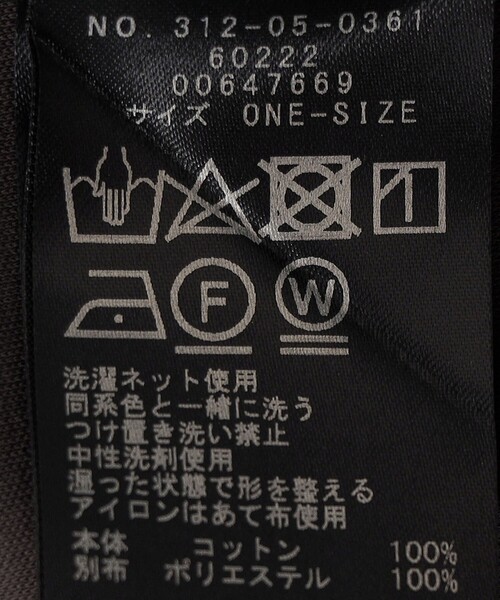 NO. 312-05-0361
60222
00647669
サイズ ONE-SIZE
F W
洗濯ネット使用
同系色と一緒に洗う
つけ置き洗い禁止
中性洗剤使用
湿った状態で形を整える
アイロンはあて布使用
本体 コットン 100%
別布 ポリエステル 100%